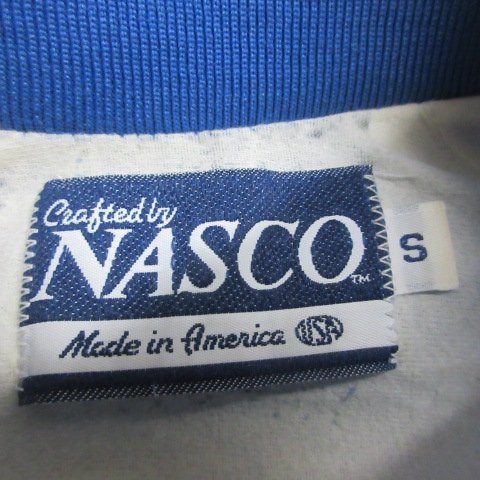 Crafted by
NASCO™
S
Made in America USA